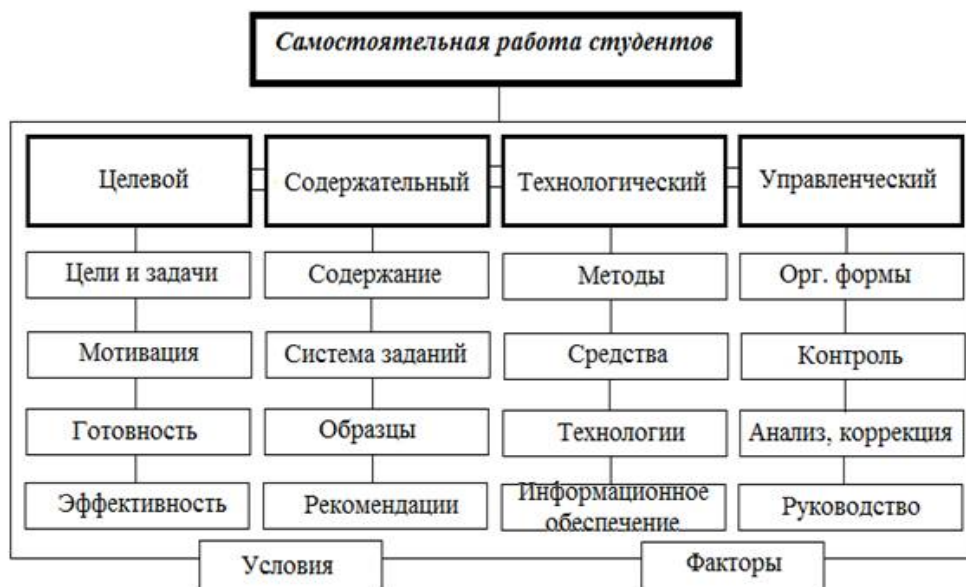 Самостоятельная работа студентов
Целевой
Содержательный
Технологический
Управленческий
Цели и задачи
Содержание
Методы
Орг. формы
Мотивация
Система заданий
Средства
Контроль
Готовность
Образцы
Технологии
Анализ, коррекция
Эффективность
Рекомендации
Информационное
обеспечение
Руководство
Условия
Факторы